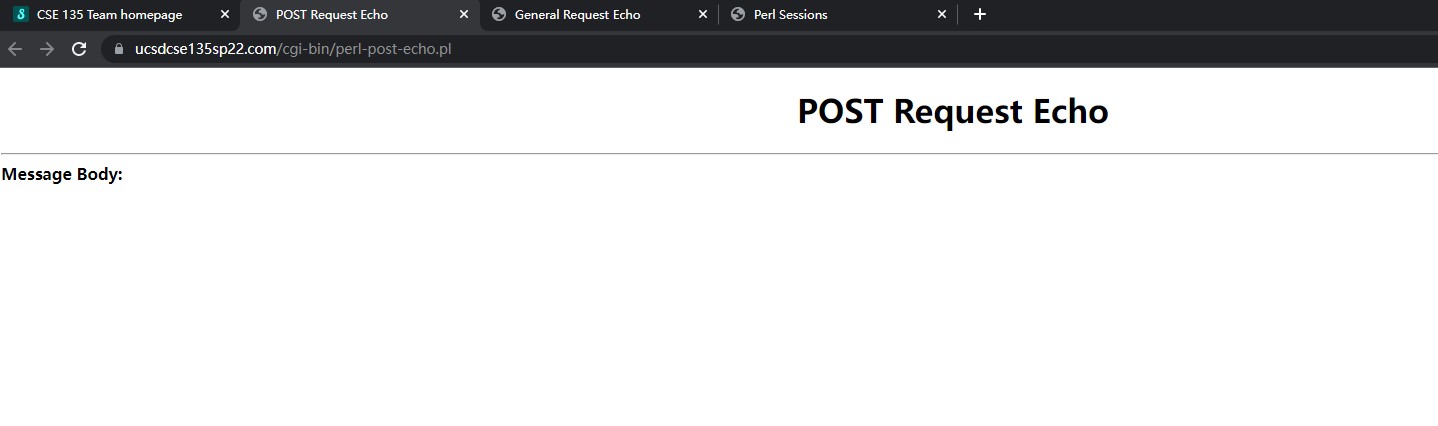 CSE 135 Team homepage
POST Request Echo
General Request Echo
Perl Sessions
ucsdcse135sp22.com/cgi-bin/perl-post-echo.pl
POST Request Echo
Message Body: